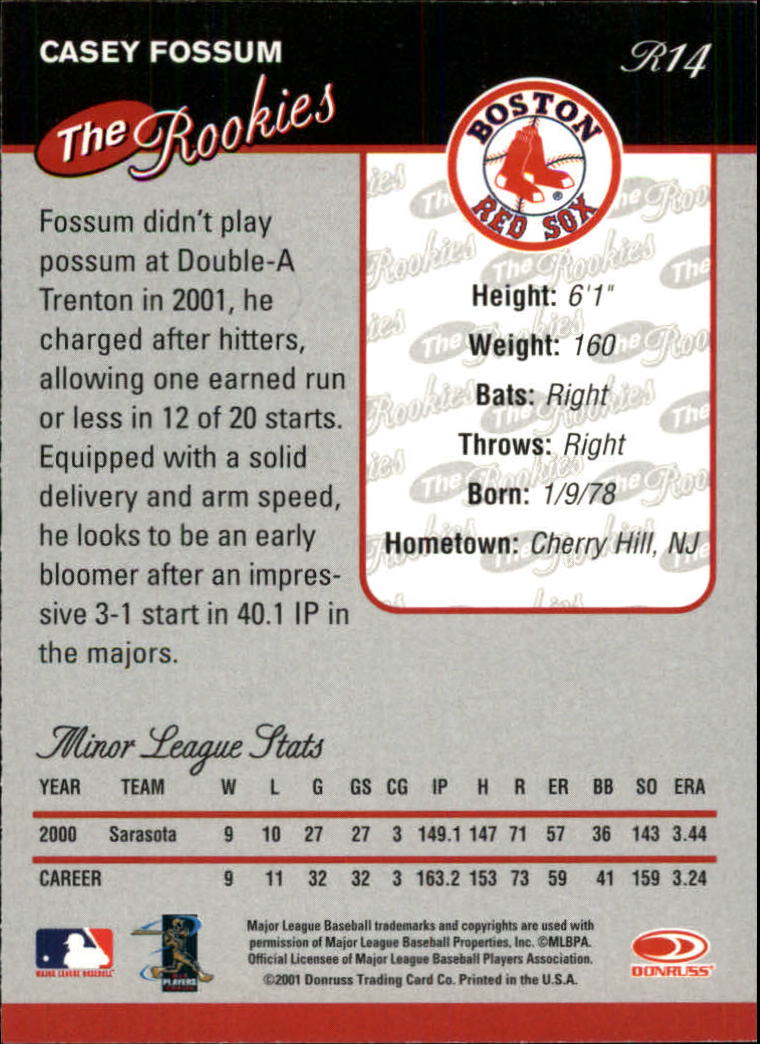 CASEY FOSSUM
R14
The Rookies
BOSTON
RED SOX
®
Fossum didn't play
possum at Double-A
Trenton in 2001, he
charged after hitters,
allowing one earned run
or less in 12 of 20 starts.
Equipped with a solid
delivery and arm speed,
he looks to be an early
bloomer after an impres-
sive 3-1 start in 40.1 IP in
the majors.
Height: 6'1"
Weight: 160
Bats: Right
Throws: Right
Born: 1/9/78
Hometown: Cherry Hill, NJ
Minor League Stats
YEAR TEAM W L G GS CG IP H R ER BB SO ERA
2000 Sarasota 9 10 27 27 3 149.1 147 71 57 36 143 3.44
CAREER 9 11 32 32 3 163.2 153 73 59 41 159 3.24
MAJOR LEAGUE BASEBALL
PLAYERS
Major League Baseball trademarks and copyrights are used with
permission of Major League Baseball Properties, Inc. ©MLBPA.
Official Licensee of Major League Baseball Players Association.
©2001 Donruss Trading Card Co. Printed in the U.S.A.
DONRUSS